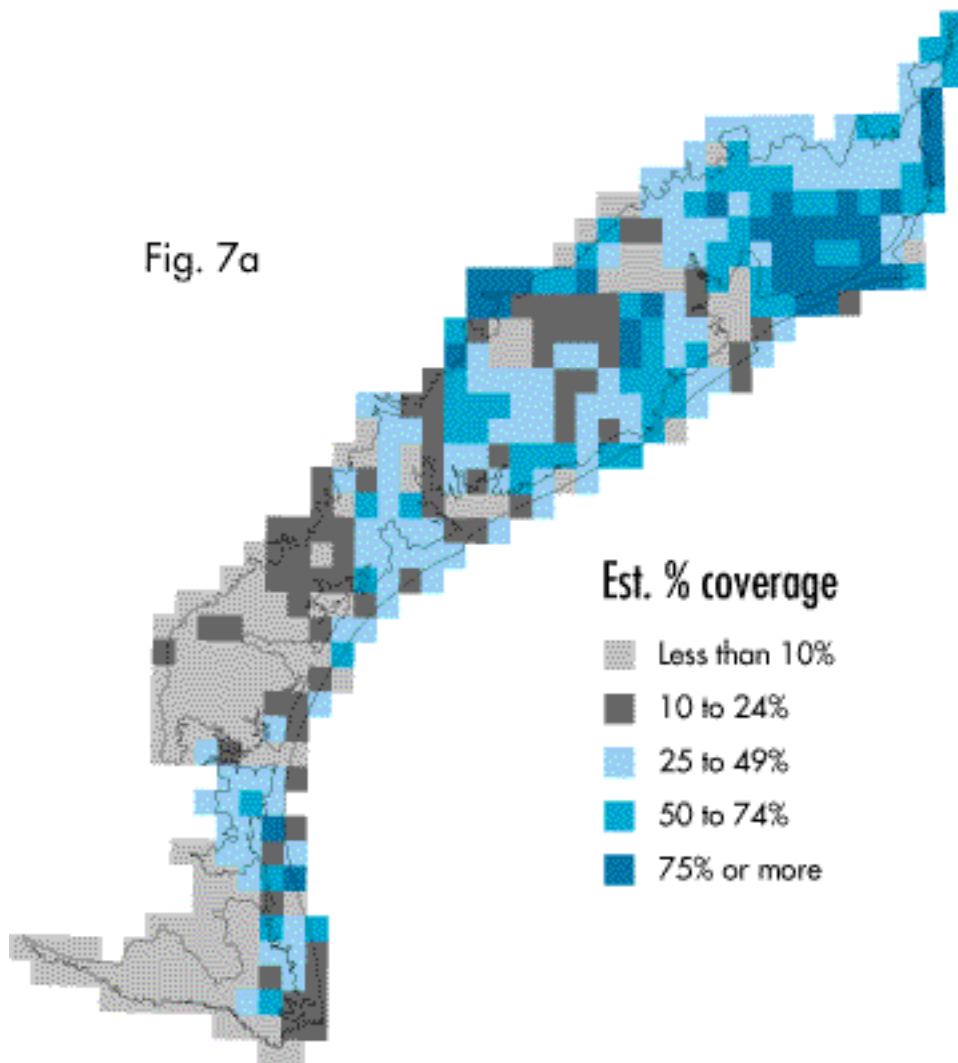 Fig. 7a
Est. % coverage
Less than 10%
10 to 24%
25 to 49%
50 to 74%
75% or more